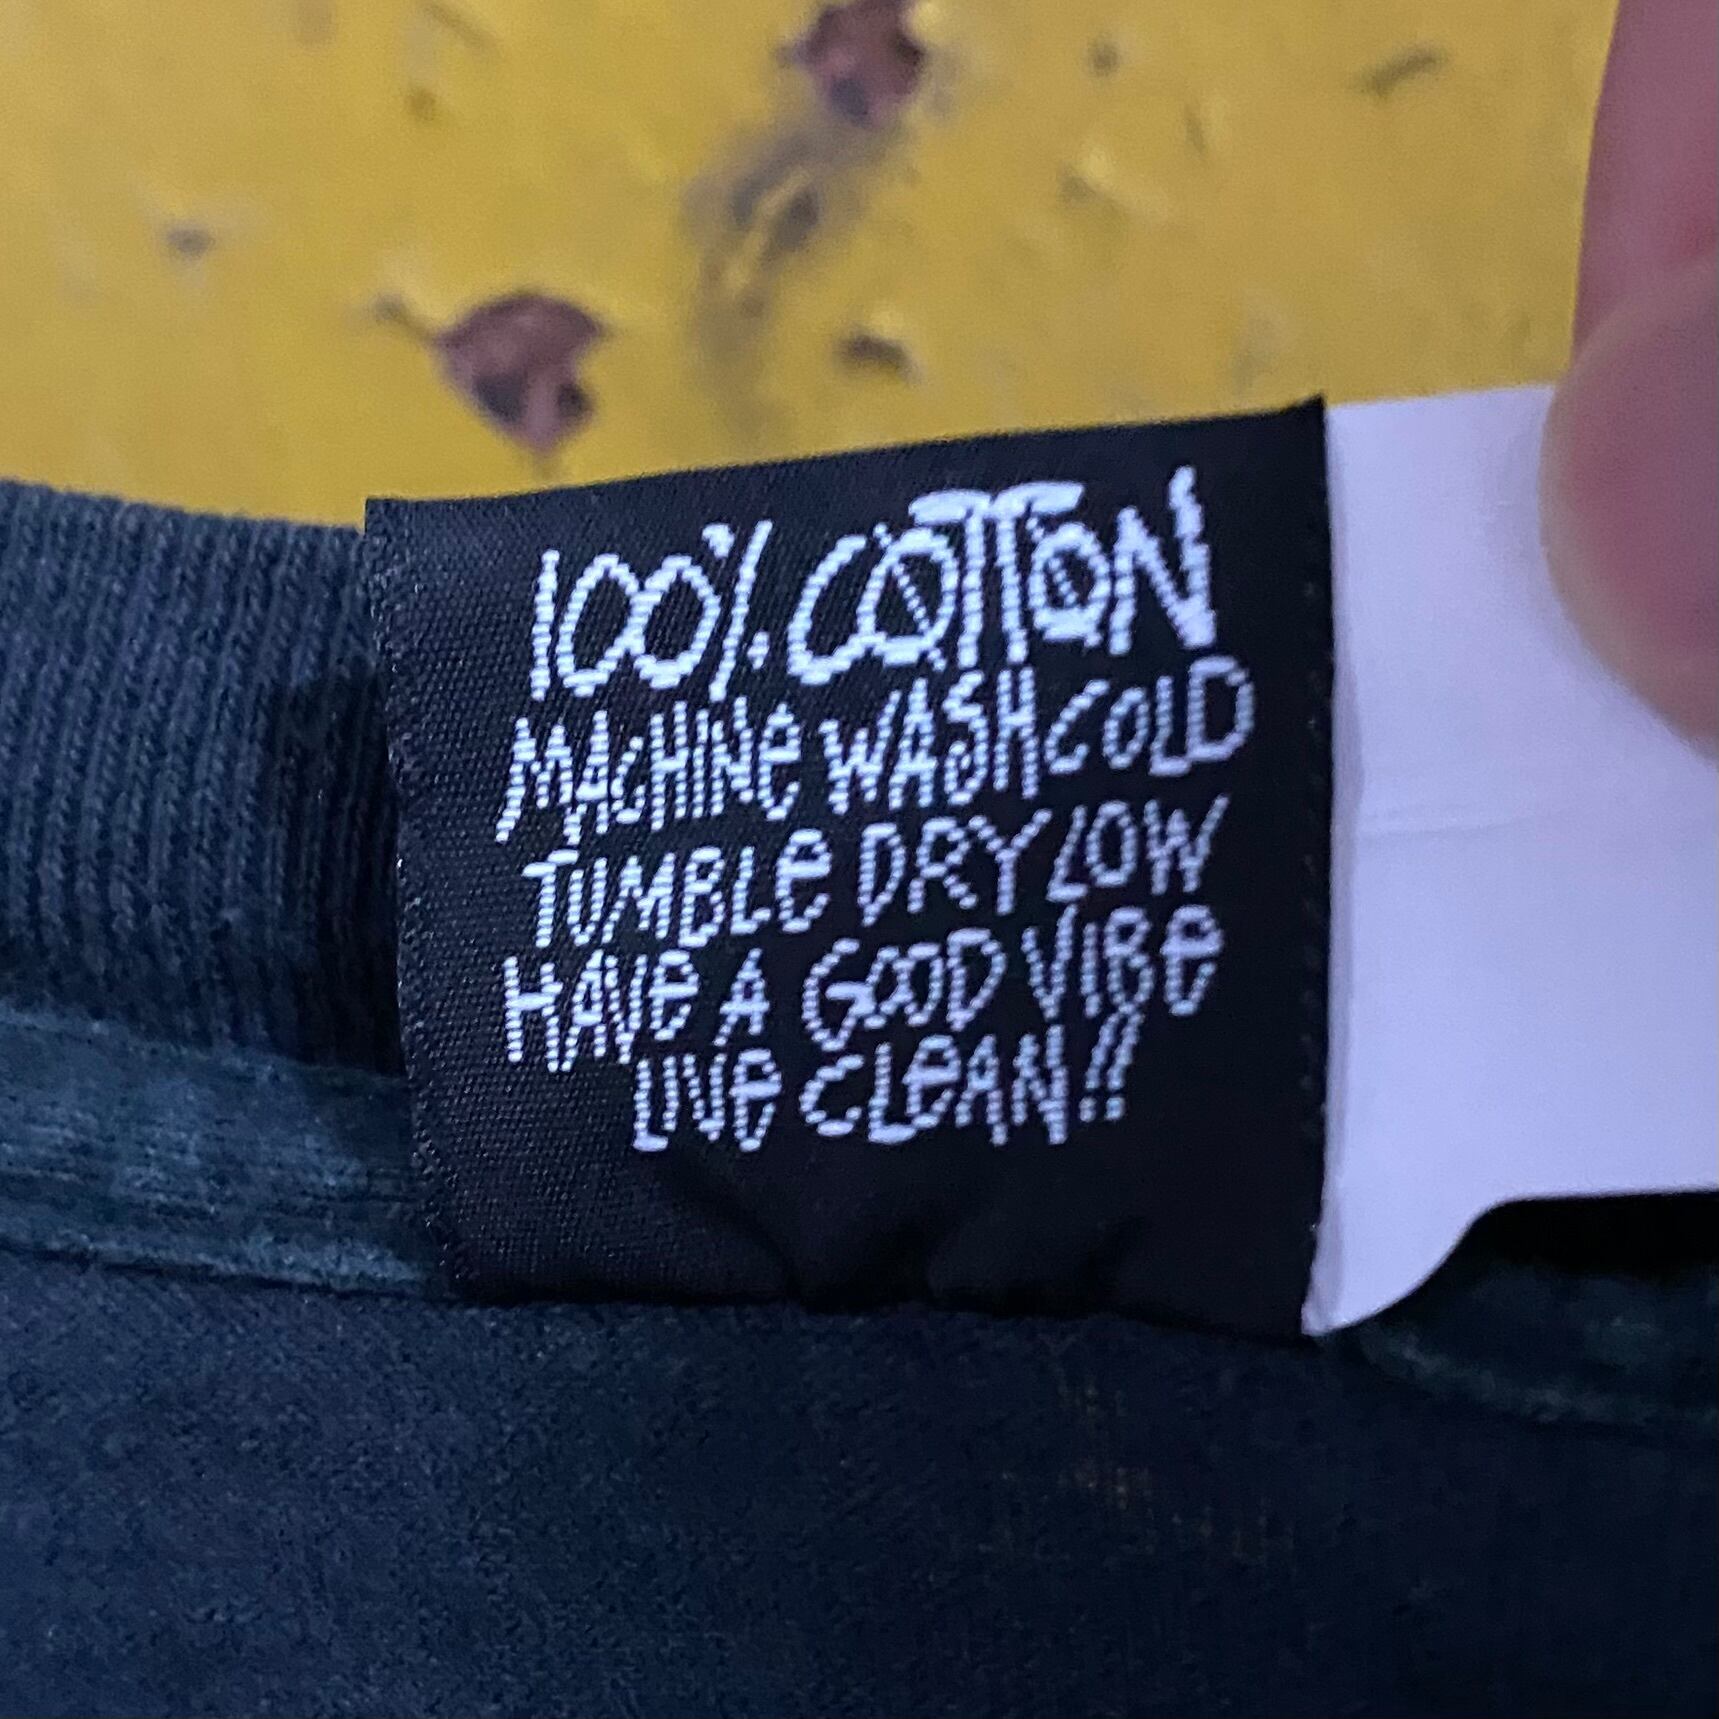 100% COTTON
MACHINE WASH COLD
TUMBLE DRY LOW
HAVE A GOOD VIBE
LIVE CLEAN!!